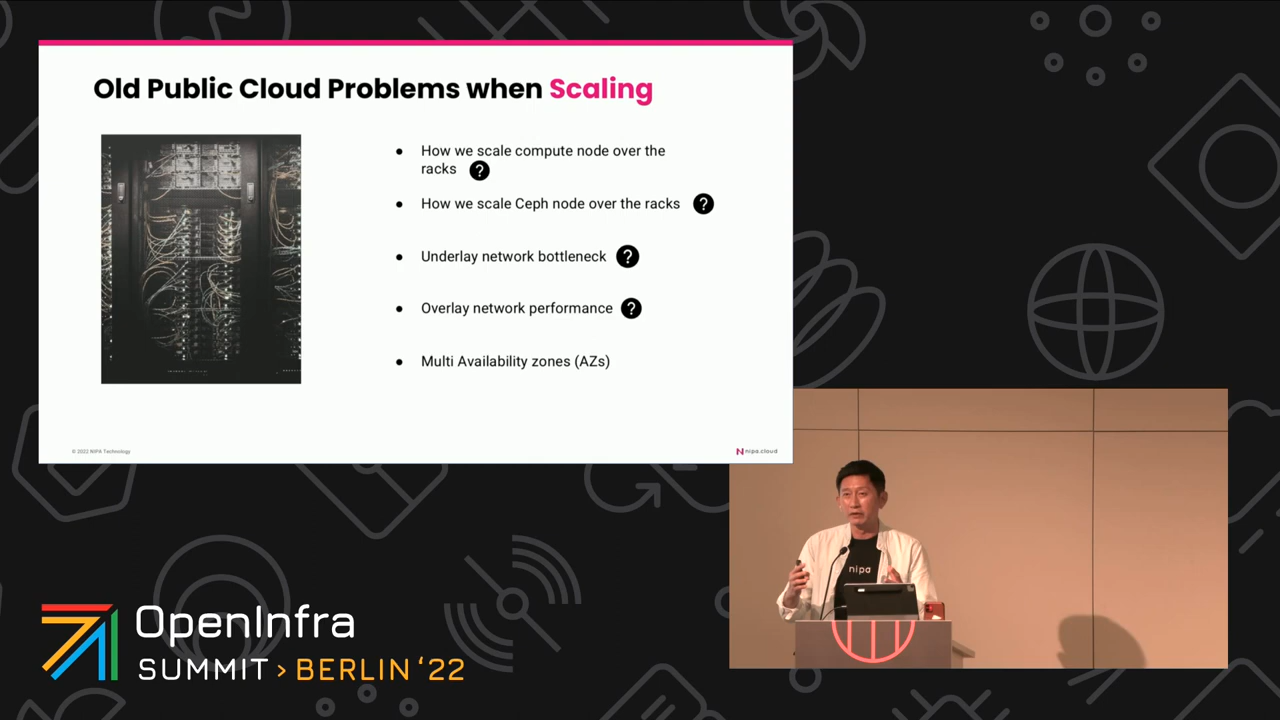 Old Public Cloud Problems when Scaling
● How we scale compute node over the
racks ?
● How we scale Ceph node over the racks ?
● Underlay network bottleneck ?
● Overlay network performance ?
● Multi Availability zones (AZs)
© 2022 NIPA Technology
nipa.cloud
nipa
OpenInfra
SUMMIT > BERLIN ‘22